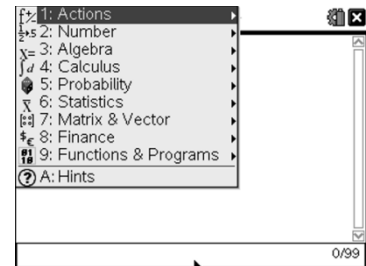 1: Actions
2: Number
3: Algebra
4: Calculus
5: Probability
6: Statistics
7: Matrix & Vector
8: Finance
9: Functions & Programs
A: Hints
0/99